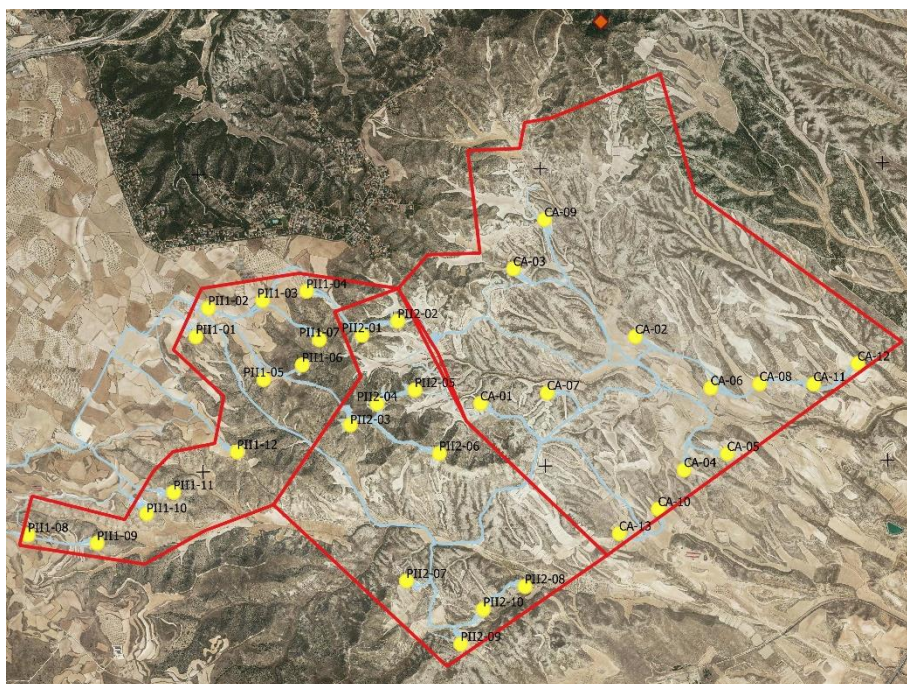 CA-09
CA-03
PII1-04
PII1-03
PII1-02
PII2-02
PII1-01
PII2-01
PII1-07
CA-02
CA-12
PII1-06
PII1-05
PII2-05
CA-07
CA-06
CA-08
CA-11
PII2-04
CA-01
PII2-03
PII2-06
PII1-12
CA-05
CA-04
PII1-11
PII1-10
CA-10
PII1-08
PII1-09
CA-13
PII2-07
PII2-08
PII2-10
PII2-09